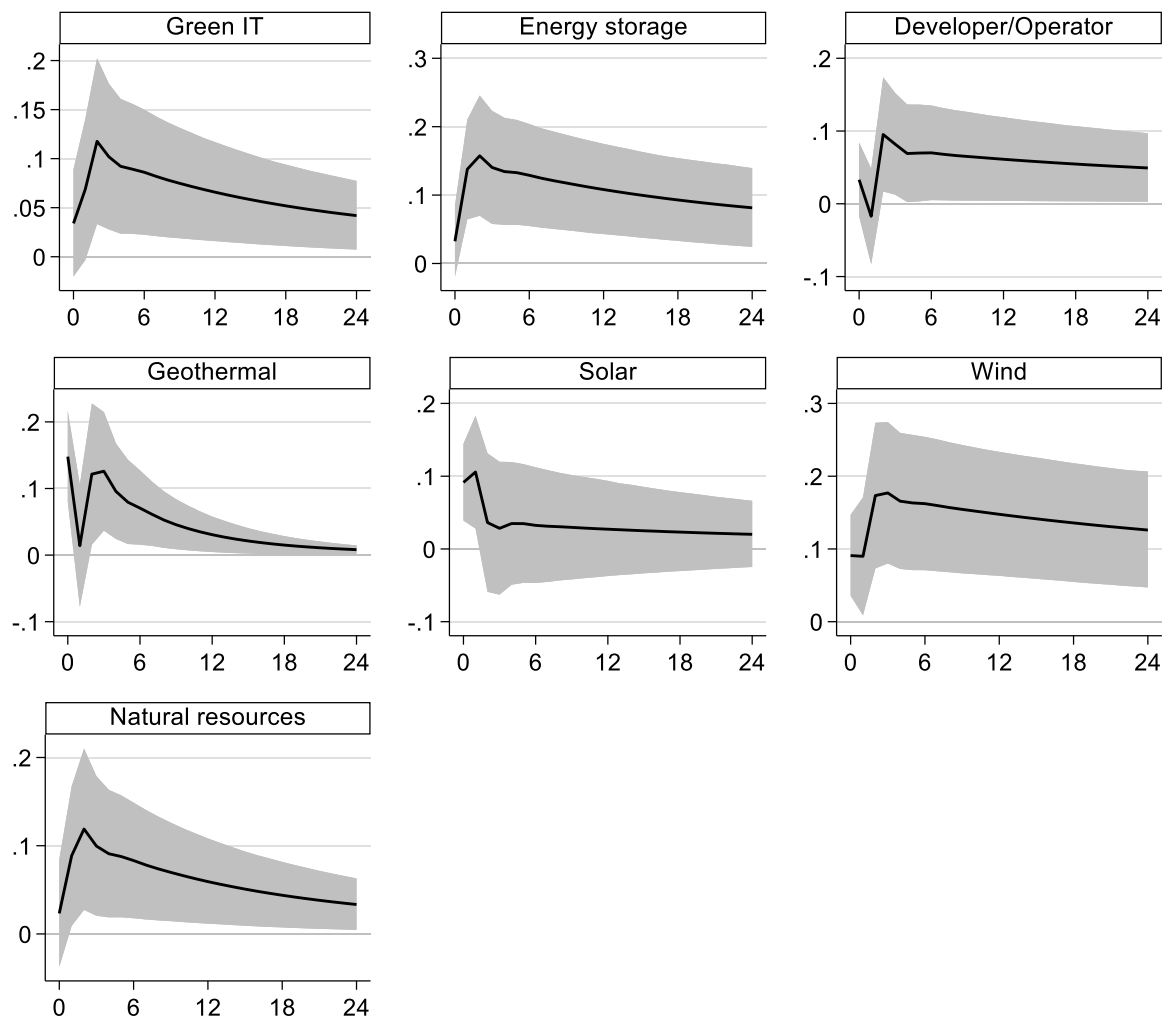 Green IT
.2
.15
.1
.05
0
0 6 12 18 24
Energy storage
.3
.2
.1
0
0 6 12 18 24
Developer/Operator
.2
.1
0
-.1
0 6 12 18 24
Geothermal
.2
.1
0
-.1
0 6 12 18 24
Solar
.2
.1
0
-.1
0 6 12 18 24
Wind
.3
.2
.1
0
0 6 12 18 24
Natural resources
.2
.1
0
0 6 12 18 24